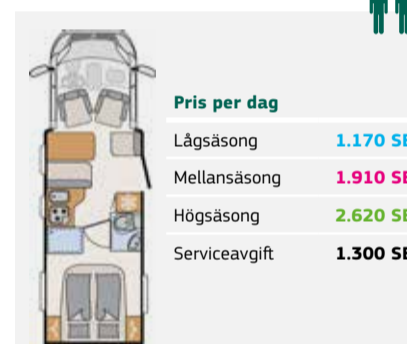 Pris per dag
Lågsäsong 1.170
Mellansäsong 1.910
Högsäsong 2.620
Serviceavgift 1.300